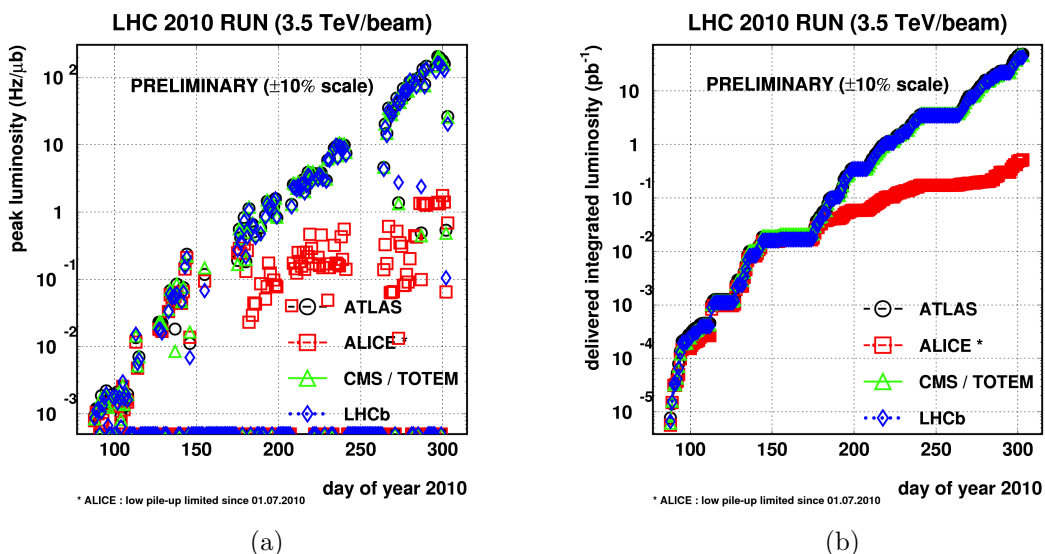 LHC 2010 RUN (3.5 TeV/beam)
peak luminosity (Hz/μb)
PRELIMINARY (±10% scale)
10²
10
1
10⁻¹
10⁻²
10⁻³
ATLAS
ALICE *
CMS / TOTEM
LHCb
100 150 200 250 300
day of year 2010
* ALICE : low pile-up limited since 01.07.2010
(a)
LHC 2010 RUN (3.5 TeV/beam)
delivered integrated luminosity (pb⁻¹)
PRELIMINARY (±10% scale)
10
1
10⁻¹
10⁻²
10⁻³
10⁻⁴
10⁻⁵
ATLAS
ALICE *
CMS / TOTEM
LHCb
100 150 200 250 300
day of year 2010
* ALICE : low pile-up limited since 01.07.2010
(b)